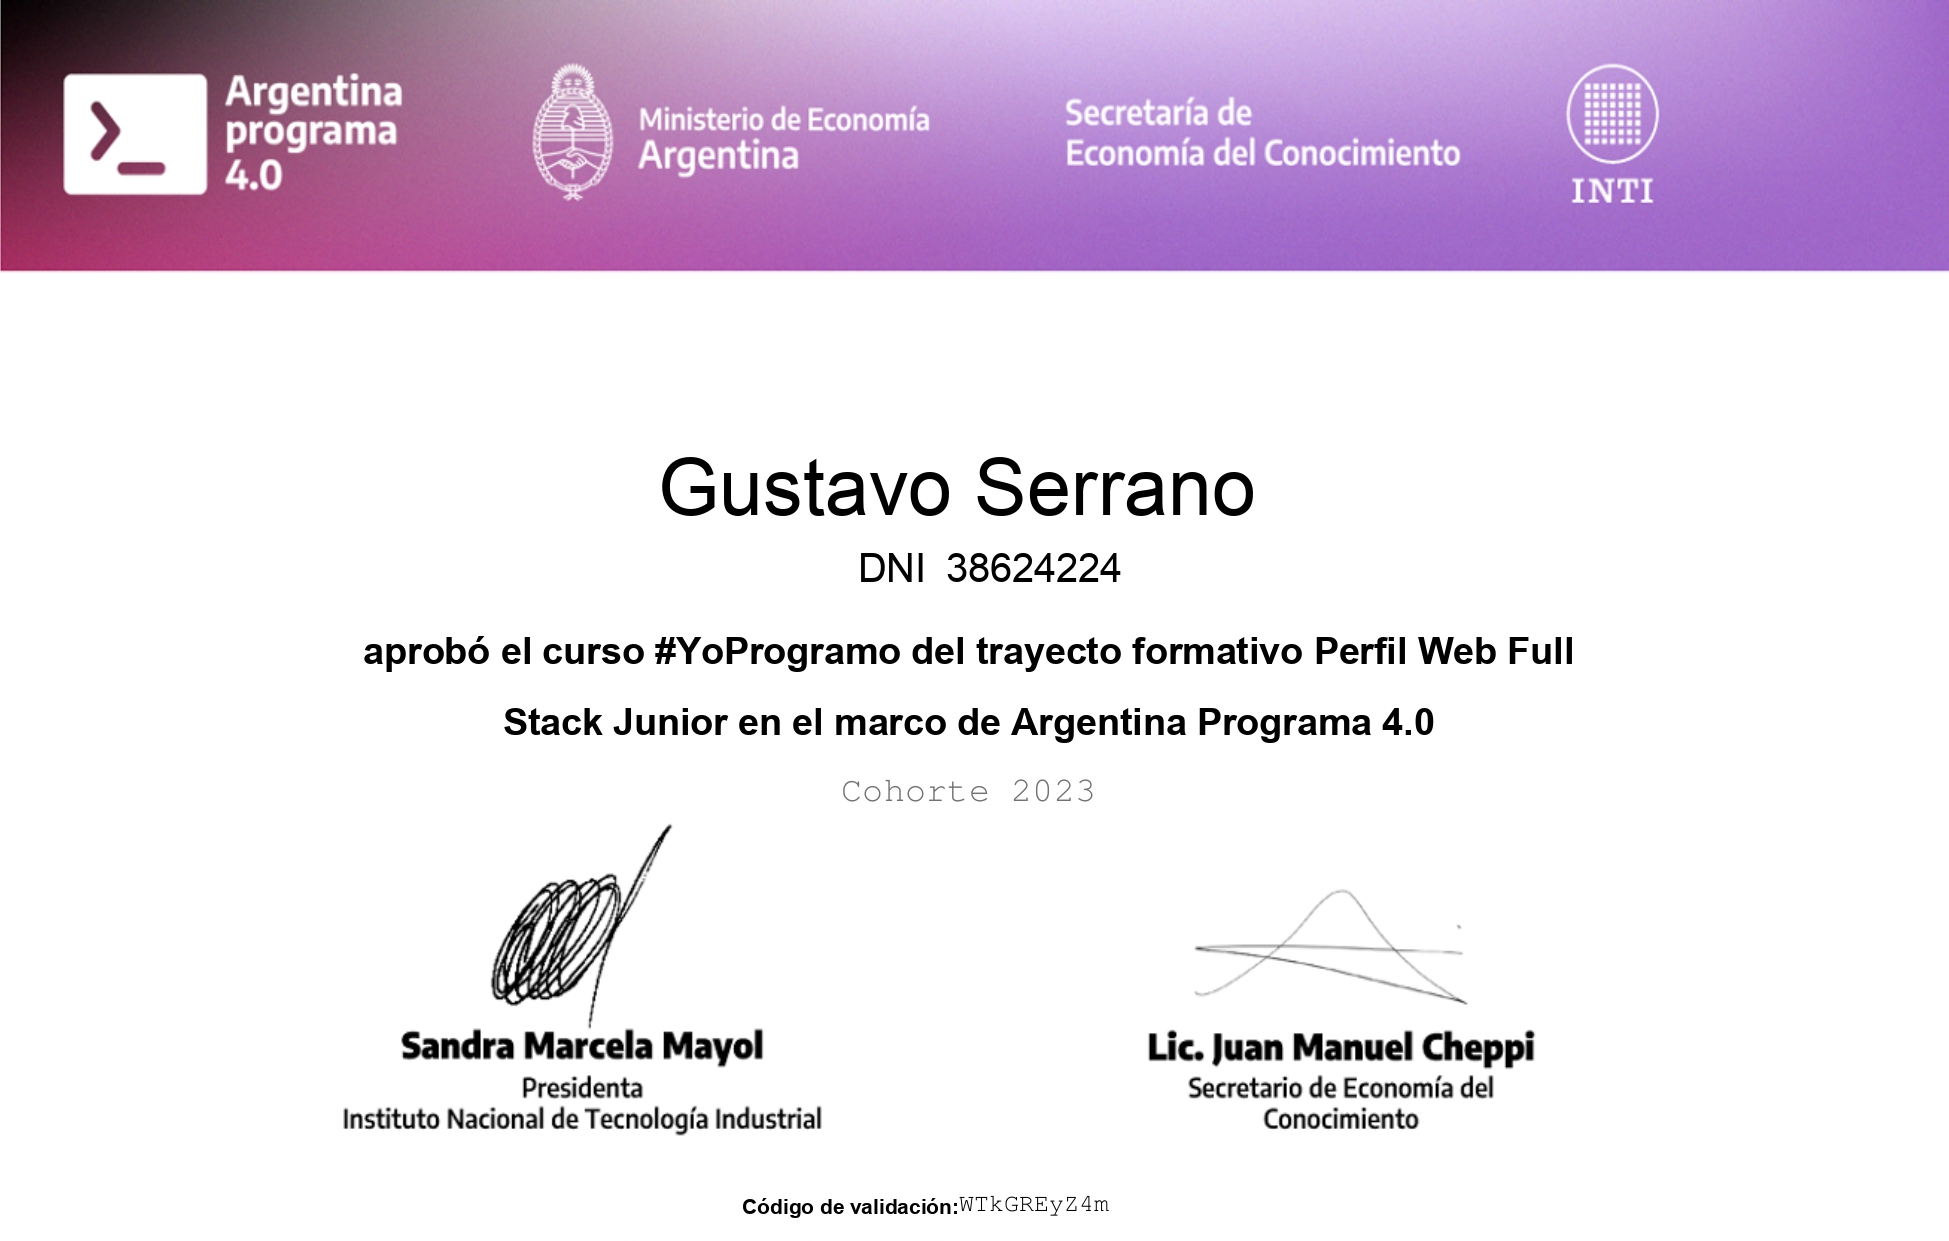 Argentina
programa
4.0
Ministerio de Economía
Argentina
Secretaría de
Economía del Conocimiento
INTI
Gustavo Serrano
DNI 38624224
aprobó el curso #YoProgramo del trayecto formativo Perfil Web Full
Stack Junior en el marco de Argentina Programa 4.0
Cohorte 2023
Sandra Marcela Mayol
Presidenta
Instituto Nacional de Tecnología Industrial
Lic. Juan Manuel Cheppi
Secretario de Economía del
Conocimiento
Código de validación:WTkGREyZ4m